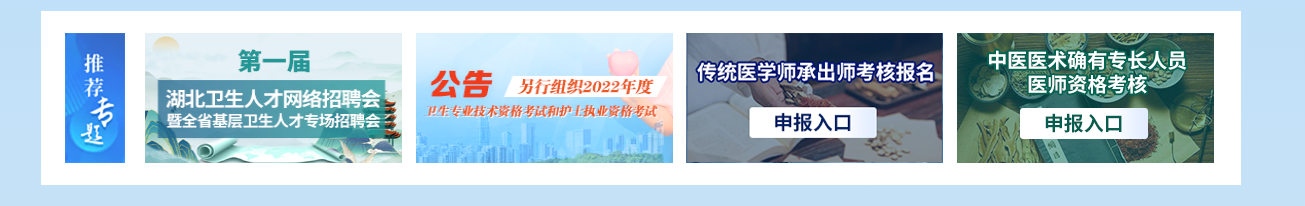 推荐
专题
第一届
湖北卫生人才网络招聘会
暨全省基层卫生人才专场招聘会
公告
另行组织2022年度
卫生专业技术资格考试和护士执业资格考试
传统医学师承出师考核报名
申报入口
中医医术确有专长人员
医师资格考核
申报入口